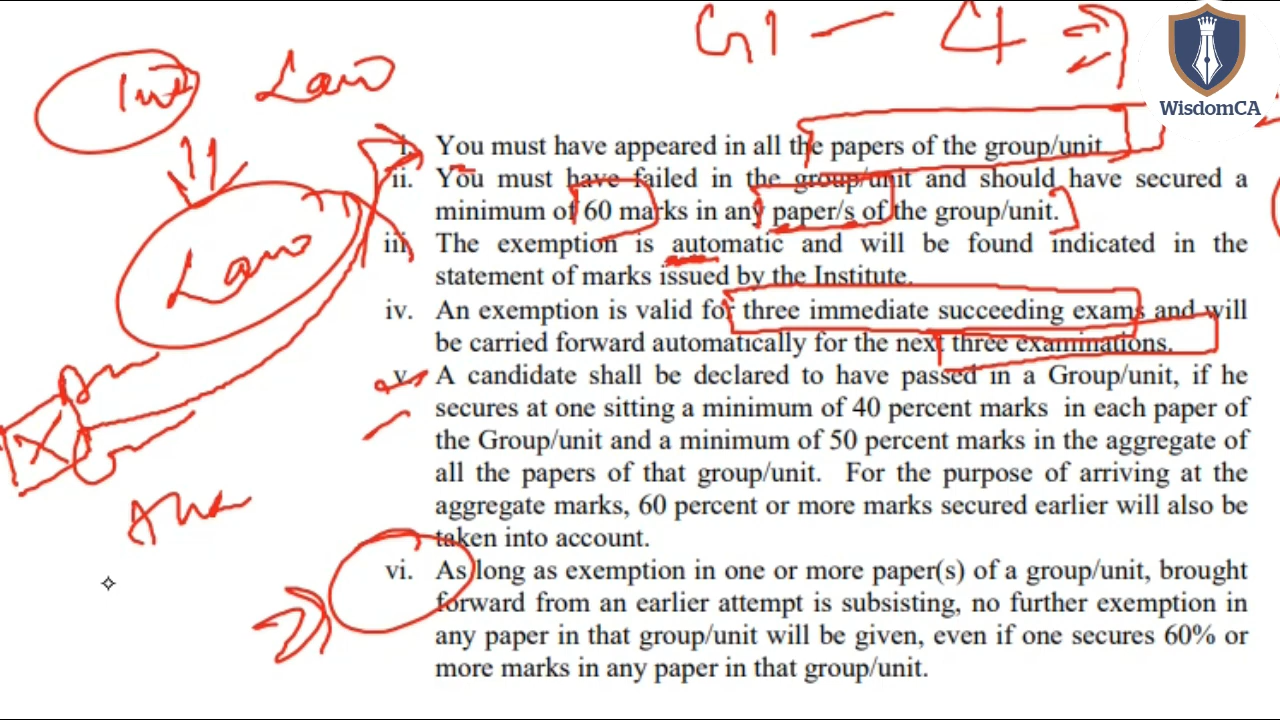 G1 - 4
WisdomCA
Int Law
Law
i. You must have appeared in all the papers of the group/unit.
ii. You must have failed in the group/unit and should have secured a
minimum of 60 marks in any paper/s of the group/unit.
iii. The exemption is automatic and will be found indicated in the
statement of marks issued by the Institute.
iv. An exemption is valid for three immediate succeeding exams and will
be carried forward automatically for the next three examinations.
v. A candidate shall be declared to have passed in a Group/unit, if he
secures at one sitting a minimum of 40 percent marks in each paper of
the Group/unit and a minimum of 50 percent marks in the aggregate of
all the papers of that group/unit. For the purpose of arriving at the
aggregate marks, 60 percent or more marks secured earlier will also be
taken into account.
vi. As long as exemption in one or more paper(s) of a group/unit, brought
forward from an earlier attempt is subsisting, no further exemption in
any paper in that group/unit will be given, even if one secures 60% or
more marks in any paper in that group/unit.